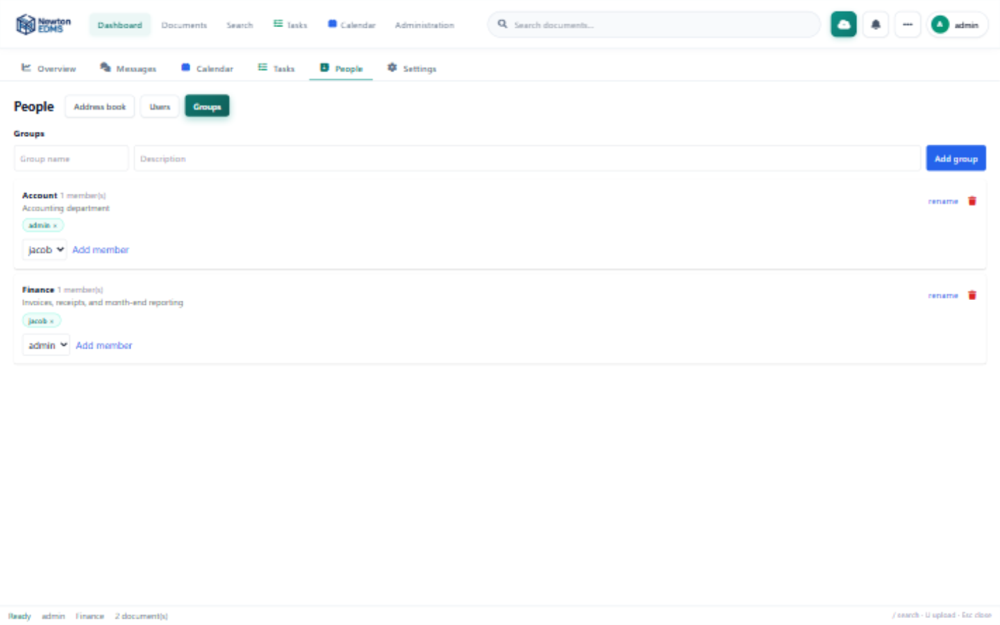 Newton EDMS
Dashboard Documents Search Tasks Calendar Administration Search documents... A admin
Overview Messages Calendar Tasks People Settings
People Address book Users Groups
Groups
Group name Description Add group
Account 1 member(s)
rename
Accounting department
admin ×
jacob Add member
Finance 1 member(s)
rename
Invoices, receipts, and month-end reporting
jacob ×
admin Add member
Ready admin Finance 2 document(s) / search · U upload · Esc close